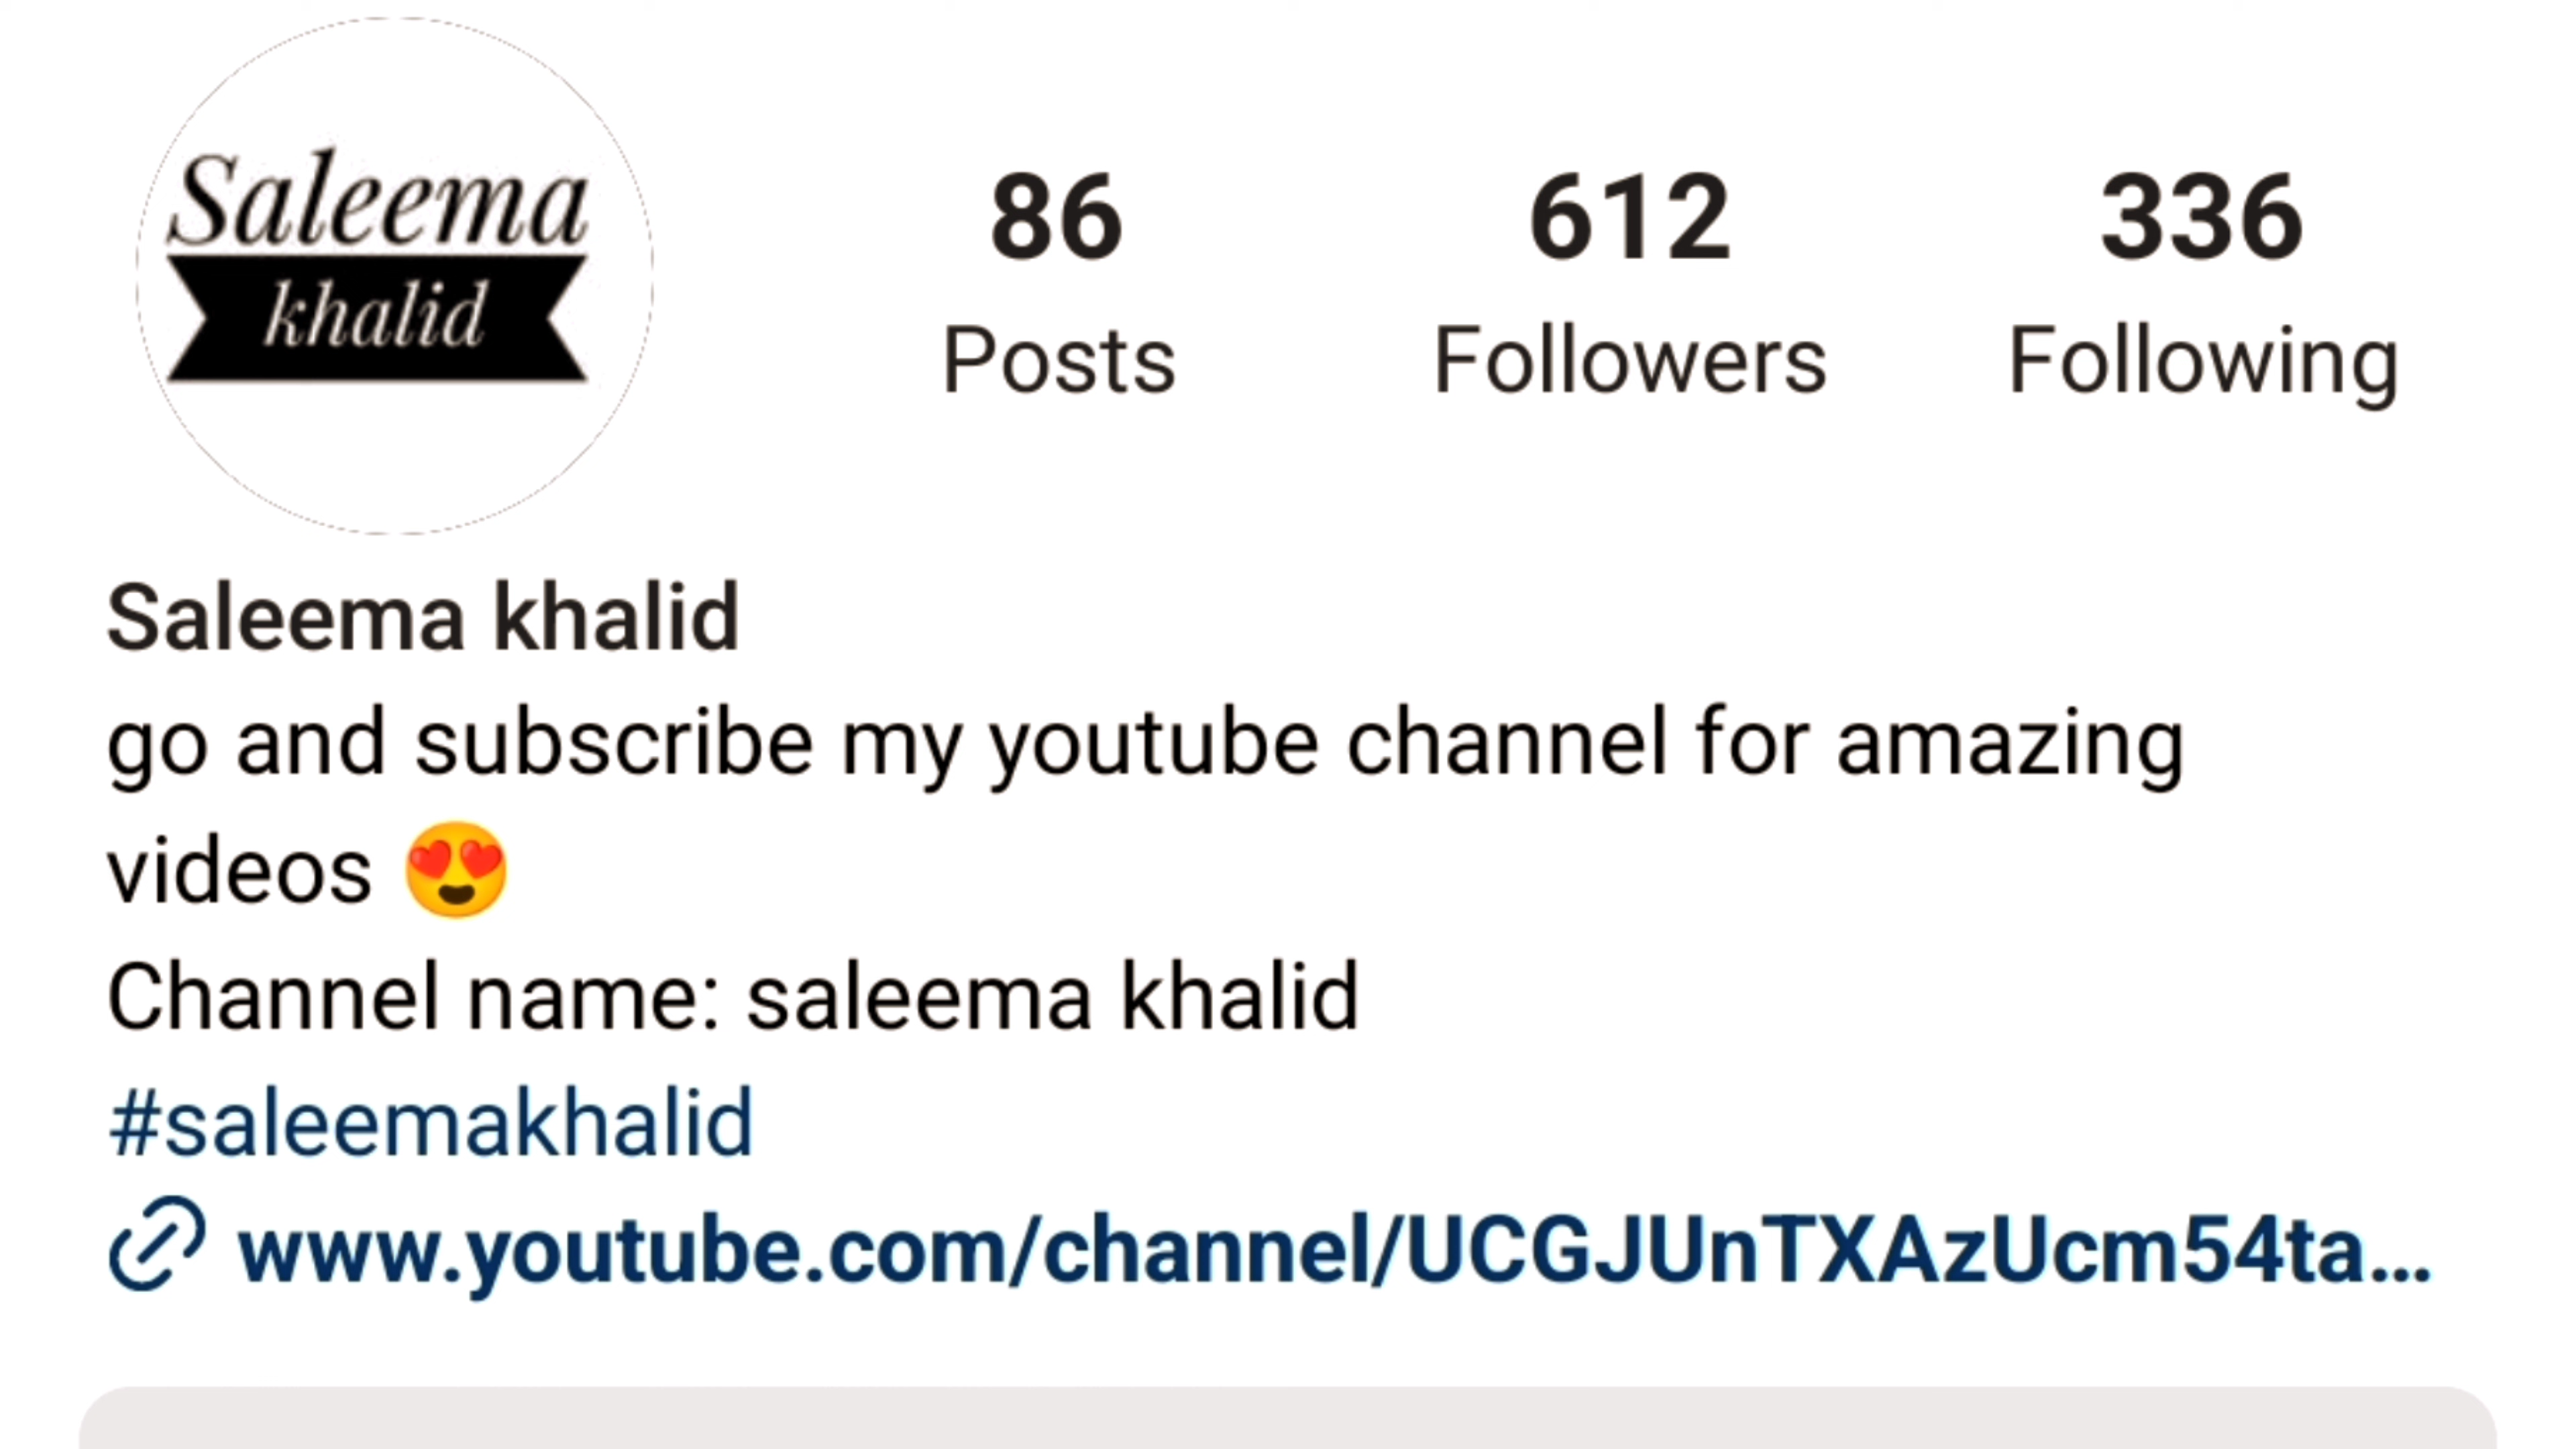 Saleema
khalid
86
Posts
612
Followers
336
Following
Saleema khalid
go and subscribe my youtube channel for amazing
videos 😍
Channel name: saleema khalid
#saleemakhalid
www.youtube.com/channel/UCGJUnTXAzUcm54ta...